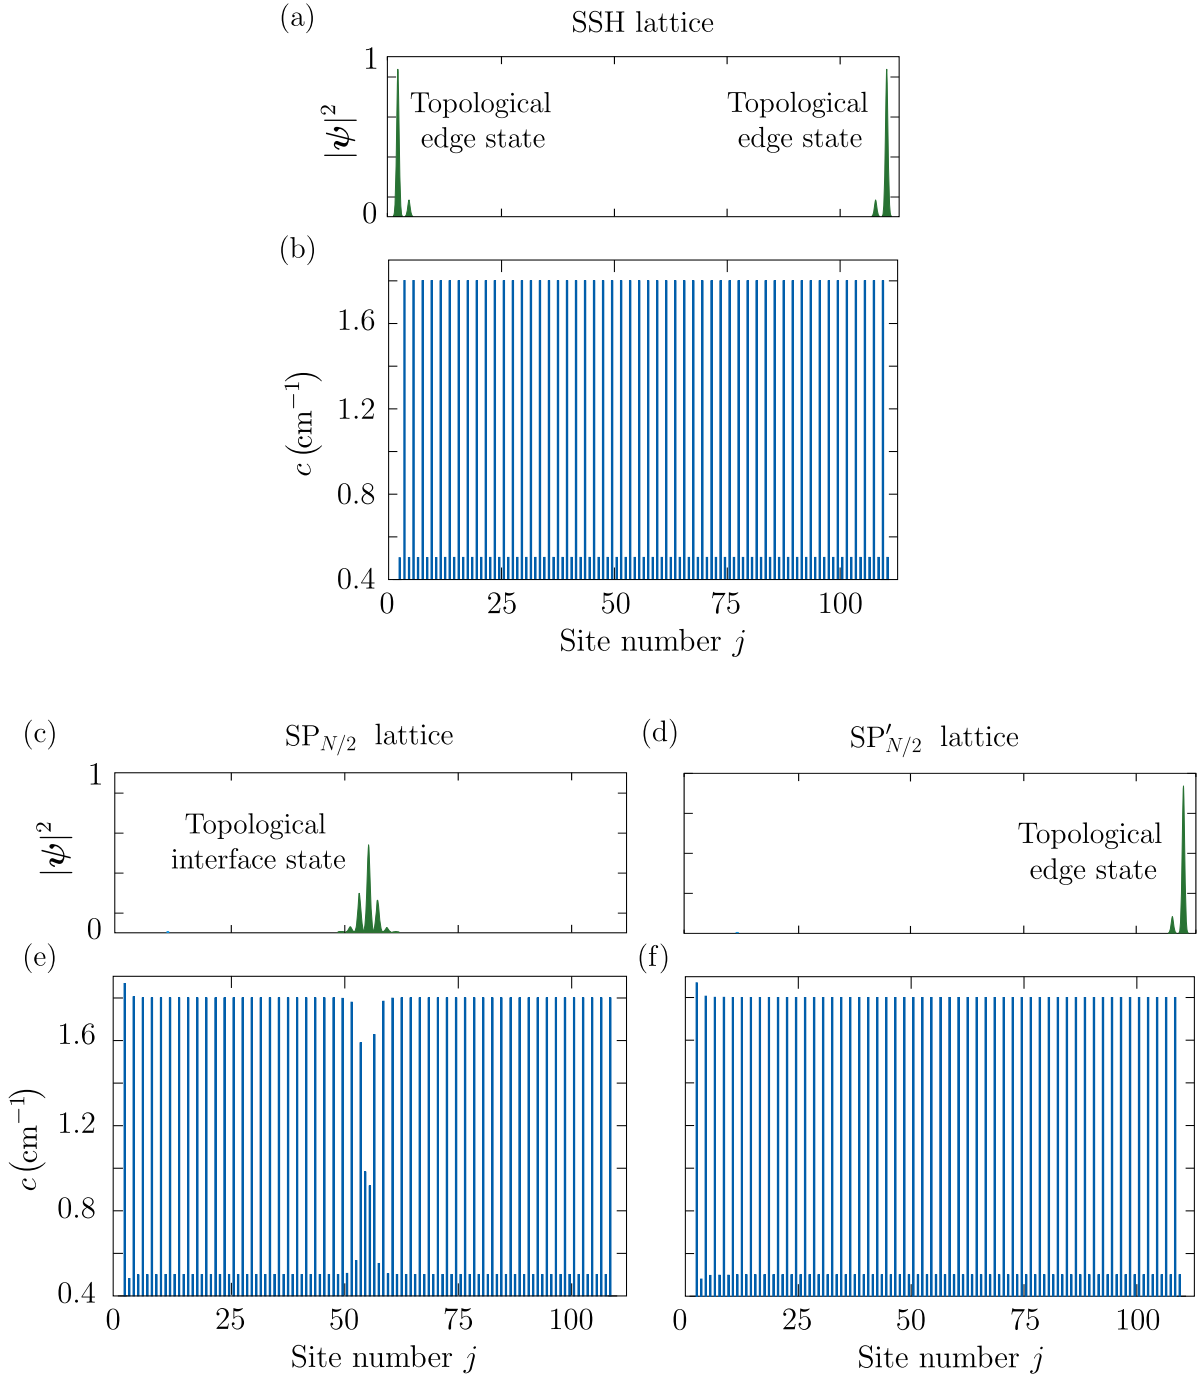 (a)
SSH lattice
1
|ψ|²
0
Topological
edge state
Topological
edge state
(b)
1.6
1.2
0.8
0.4
c (cm⁻¹)
0 25 50 75 100
Site number j
(c)
SP_{N/2} lattice
1
|ψ|²
0
Topological
interface state
(d)
SP′_{N/2} lattice
Topological
edge state
(e)
1.6
1.2
0.8
0.4
c (cm⁻¹)
0 25 50 75 100
Site number j
(f)
0 25 50 75 100
Site number j